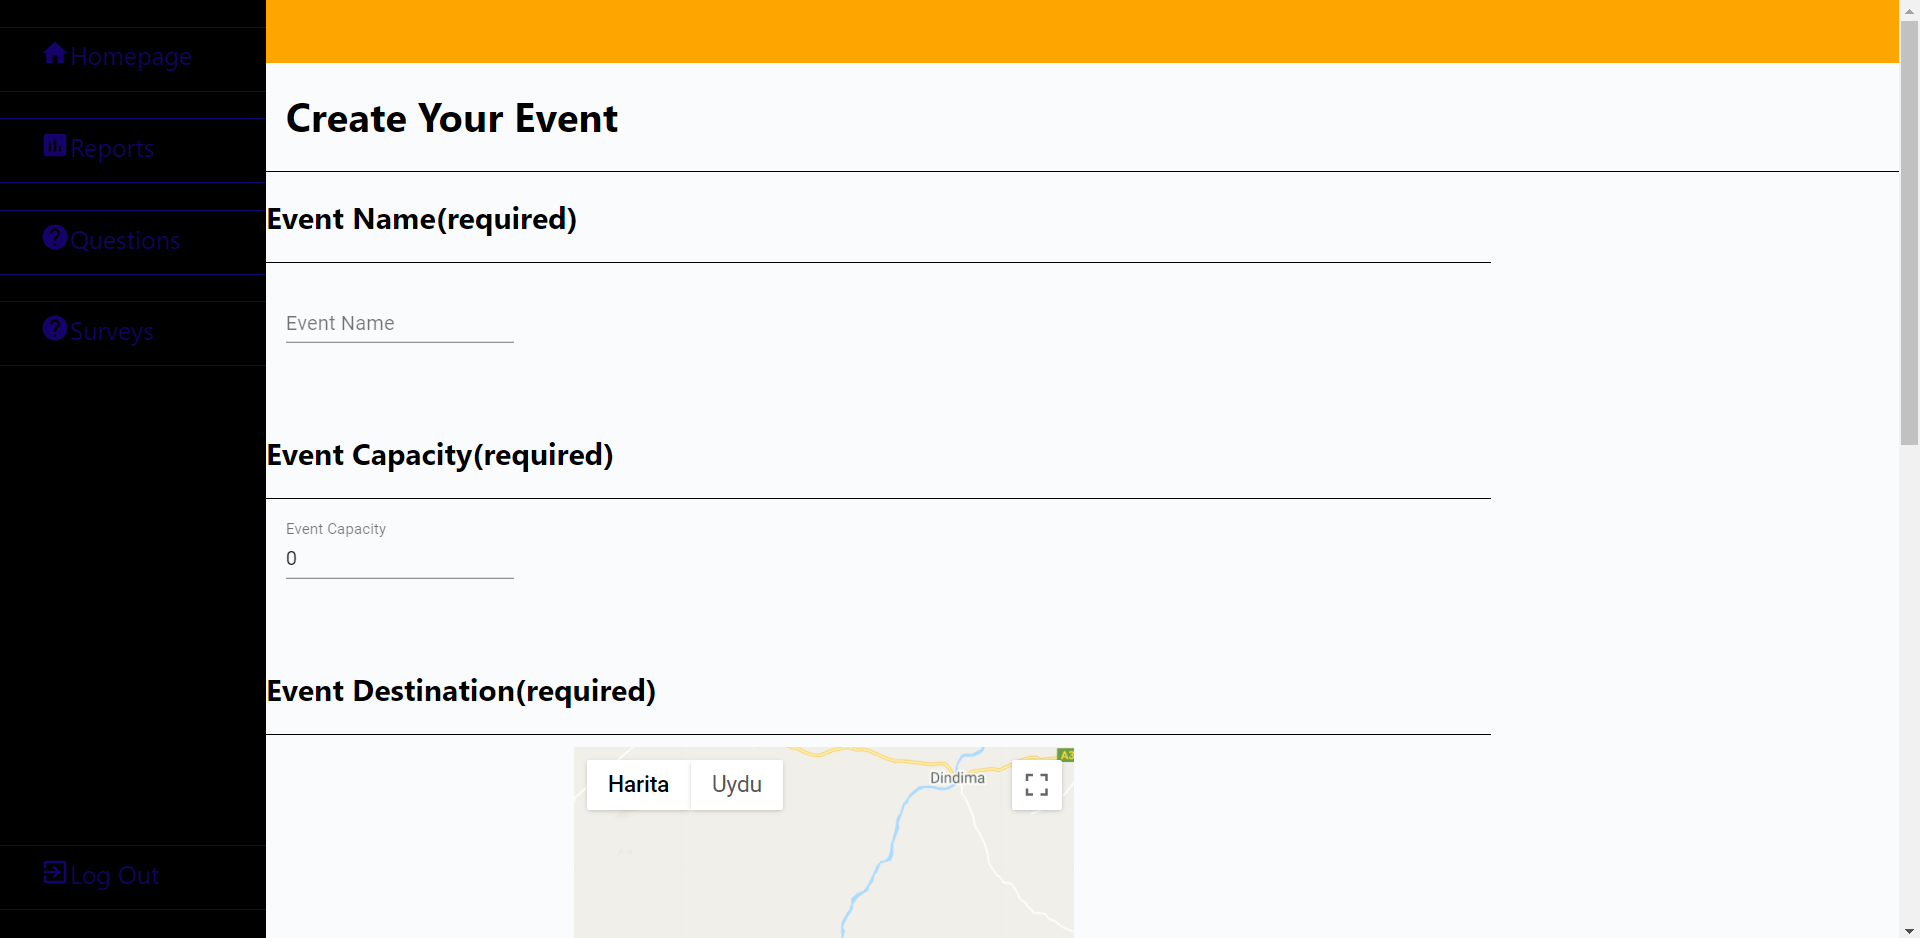 Homepage
Reports
Questions
Surveys
Log Out
Create Your Event
Event Name(required)
Event Name
Event Capacity(required)
Event Capacity
0
Event Destination(required)
Harita
Uydu
Dindima
A3